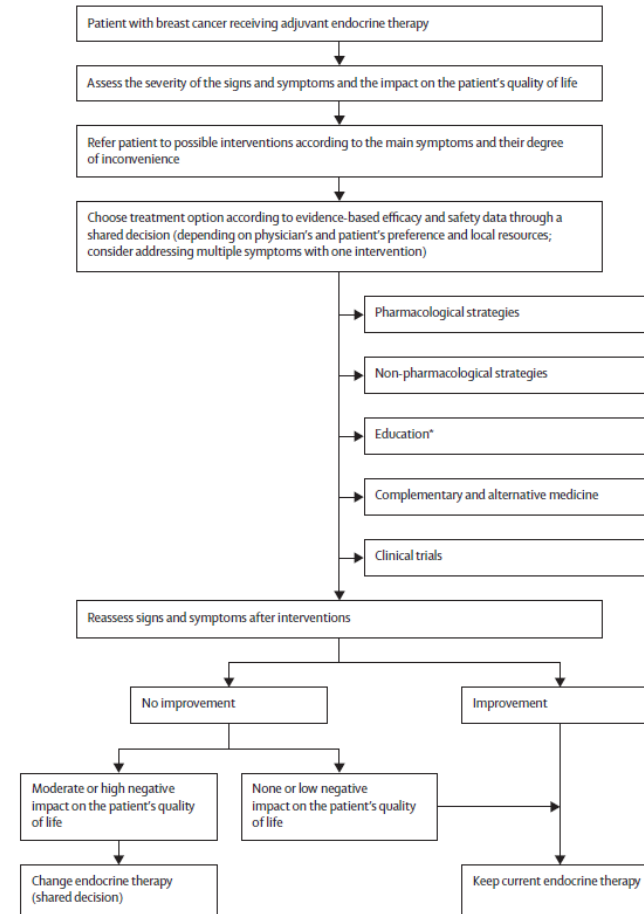 Patient with breast cancer receiving adjuvant endocrine therapy
Assess the severity of the signs and symptoms and the impact on the patient's quality of life
Refer patient to possible interventions according to the main symptoms and their degree
of inconvenience
Choose treatment option according to evidence-based efficacy and safety data through a
shared decision (depending on physician's and patient's preference and local resources;
consider addressing multiple symptoms with one intervention)
Pharmacological strategies
Non-pharmacological strategies
Education*
Complementary and alternative medicine
Clinical trials
Reassess signs and symptoms after interventions
No improvement
Improvement
Moderate or high negative
impact on the patient's quality
of life
None or low negative
impact on the patient's quality
of life
Change endocrine therapy
(shared decision)
Keep current endocrine therapy